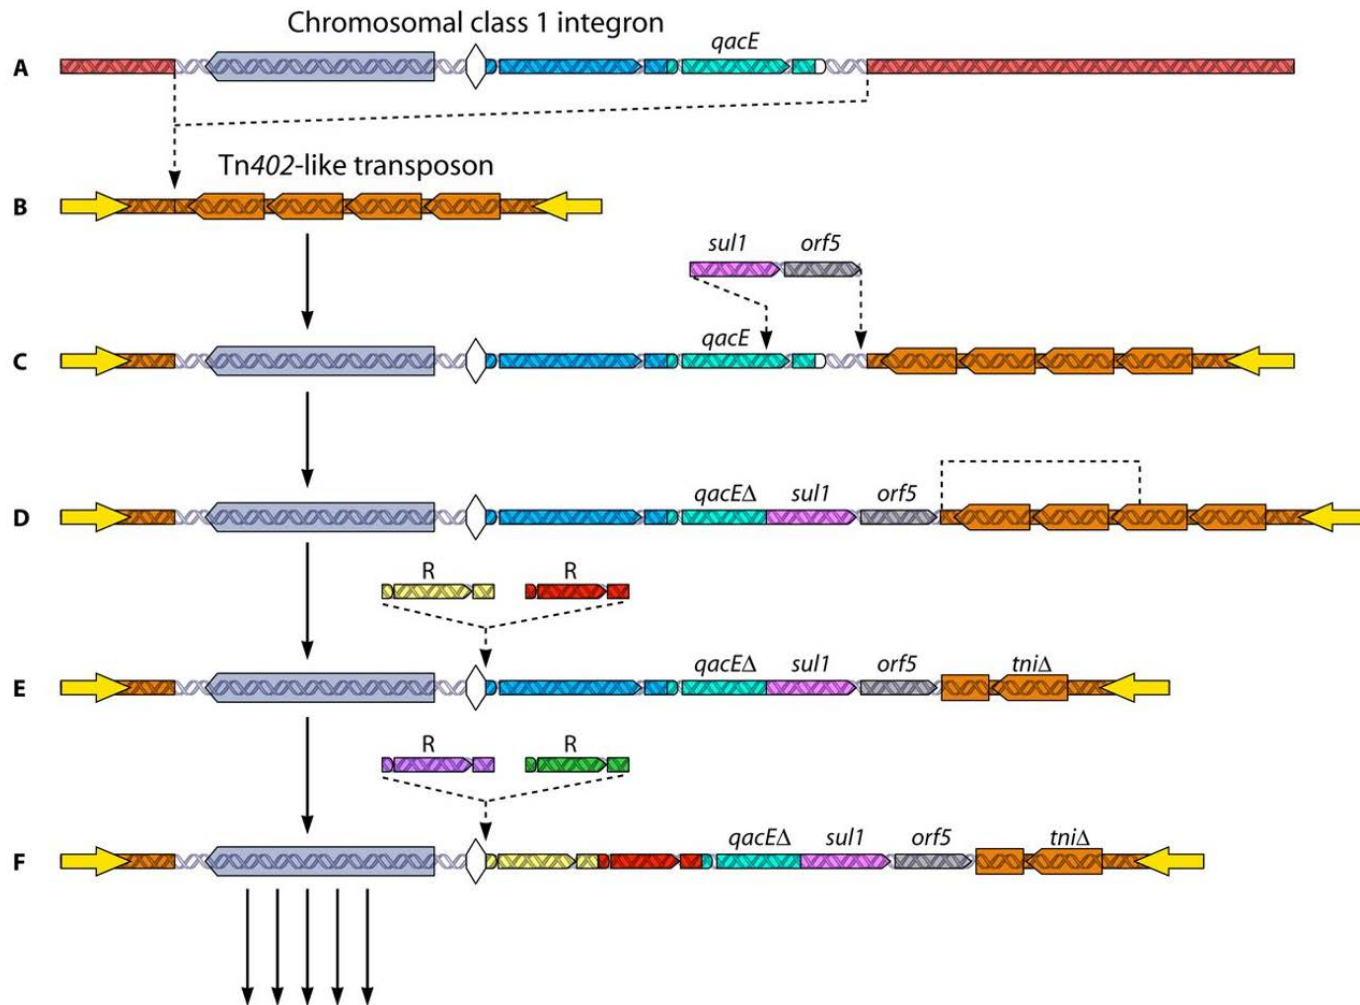 Chromosomal class 1 integron
qacE
A
Tn402-like transposon
B
sul1 orf5
qacE
C
qacEΔ sul1 orf5
D
R R
qacEΔ sul1 orf5 tniΔ
E
R R
qacEΔ sul1 orf5 tniΔ
F